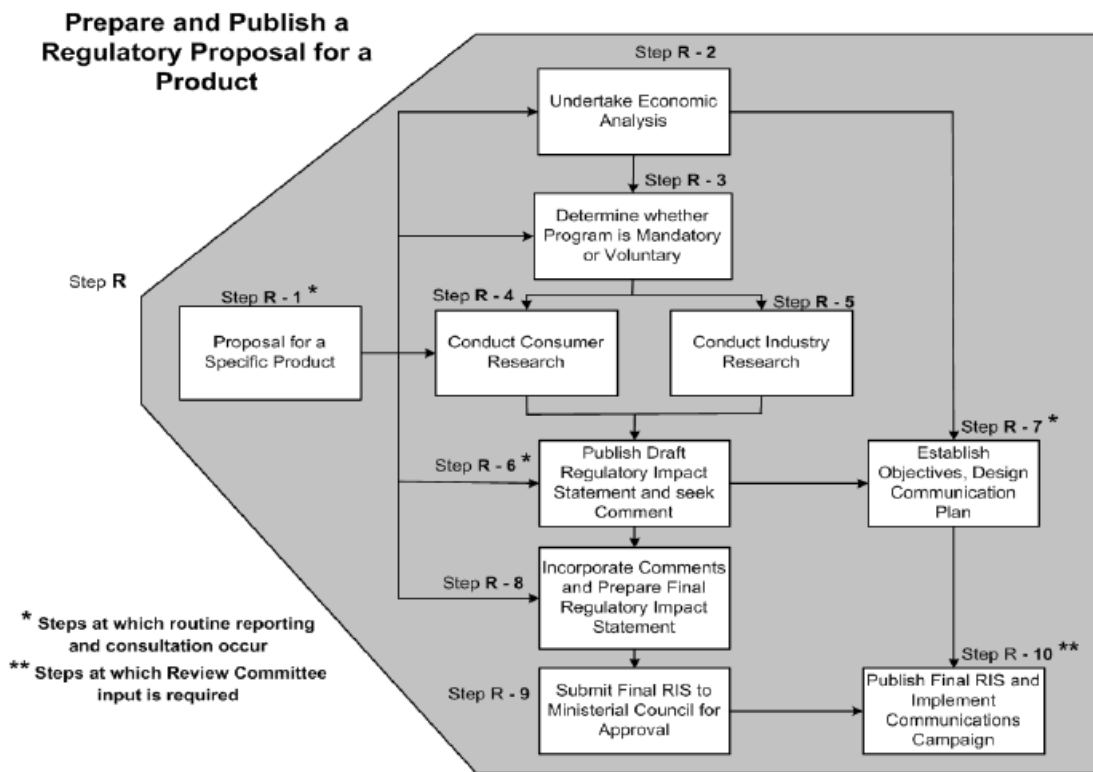 Prepare and Publish a
Regulatory Proposal for a
Product
Step R - 2
Undertake Economic
Analysis
Step R - 3
Determine whether
Program is Mandatory
or Voluntary
Step R
Step R - 1 *
Proposal for a
Specific Product
Step R - 4
Conduct Consumer
Research
Step R - 5
Conduct Industry
Research
Step R - 6 *
Publish Draft
Regulatory Impact
Statement and seek
Comment
Step R - 7 *
Establish
Objectives, Design
Communication
Plan
Step R - 8
Incorporate Comments
and Prepare Final
Regulatory Impact
Statement
* Steps at which routine reporting
and consultation occur
** Steps at which Review Committee
input is required
Step R - 9
Submit Final RIS to
Ministerial Council for
Approval
Step R - 10 **
Publish Final RIS and
Implement
Communications
Campaign